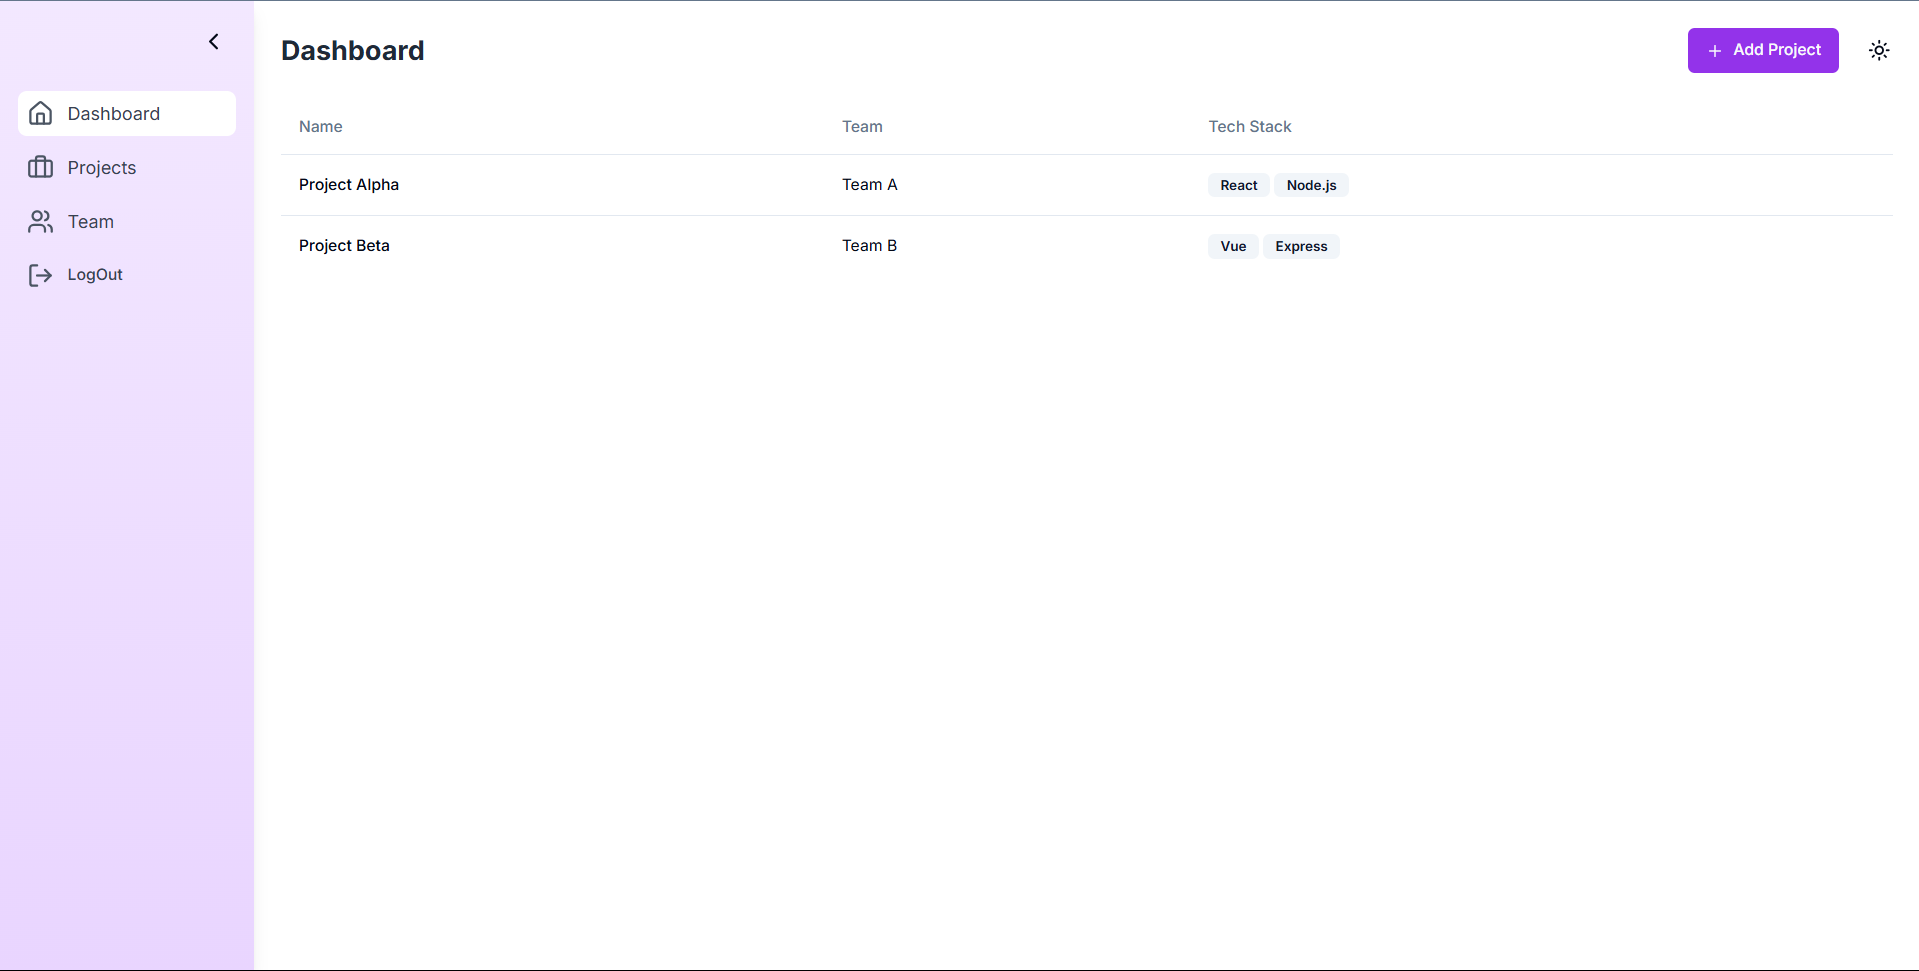 Dashboard
Projects
Team
LogOut
Dashboard
Add Project
Name Team Tech Stack
Project Alpha Team A React Node.js
Project Beta Team B Vue Express